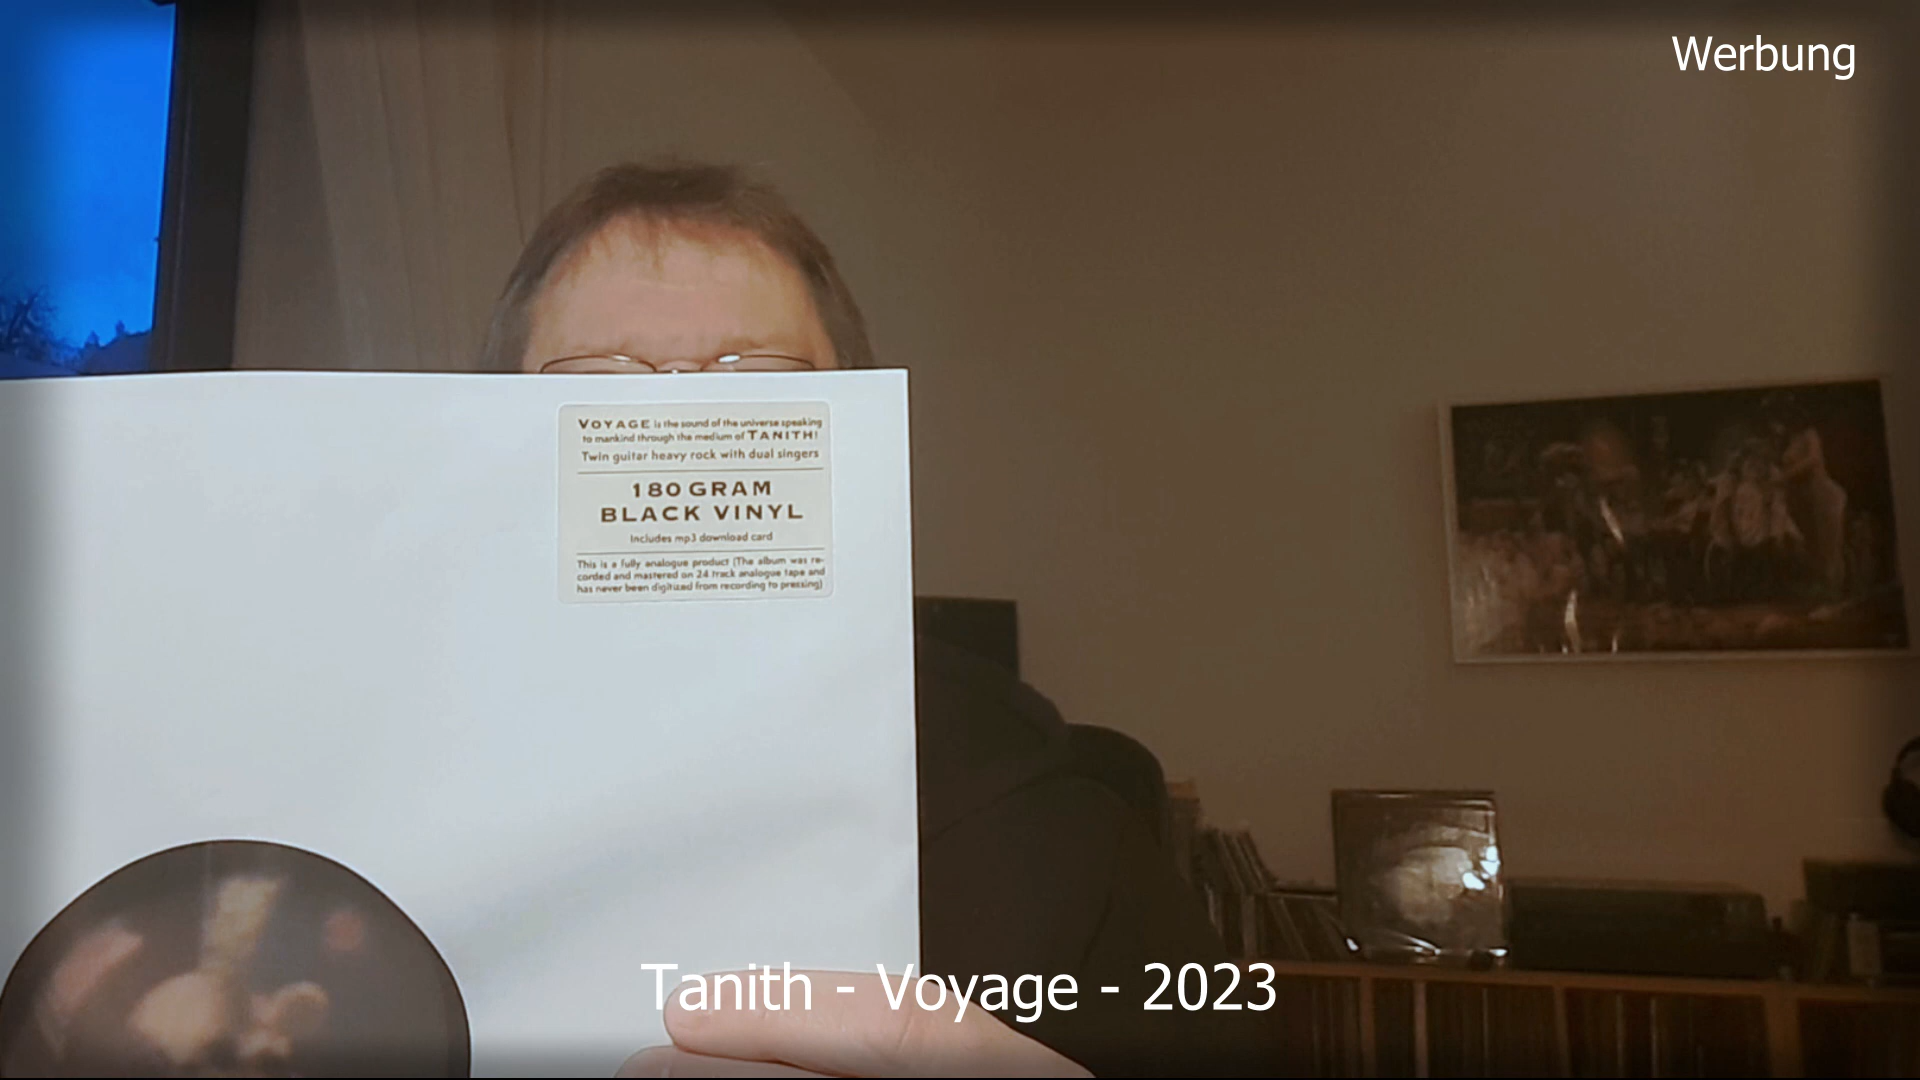 Werbung
VOYAGE is the sound of the universe speaking
to mankind through the medium of TANITH!
Twin guitar heavy rock with dual singers
180 GRAM
BLACK VINYL
Includes mp3 download card
This is a fully analogue product (The album was re-
corded and mastered on 24 track analogue tape and
has never been digitized from recording to pressing)
Tanith - Voyage - 2023